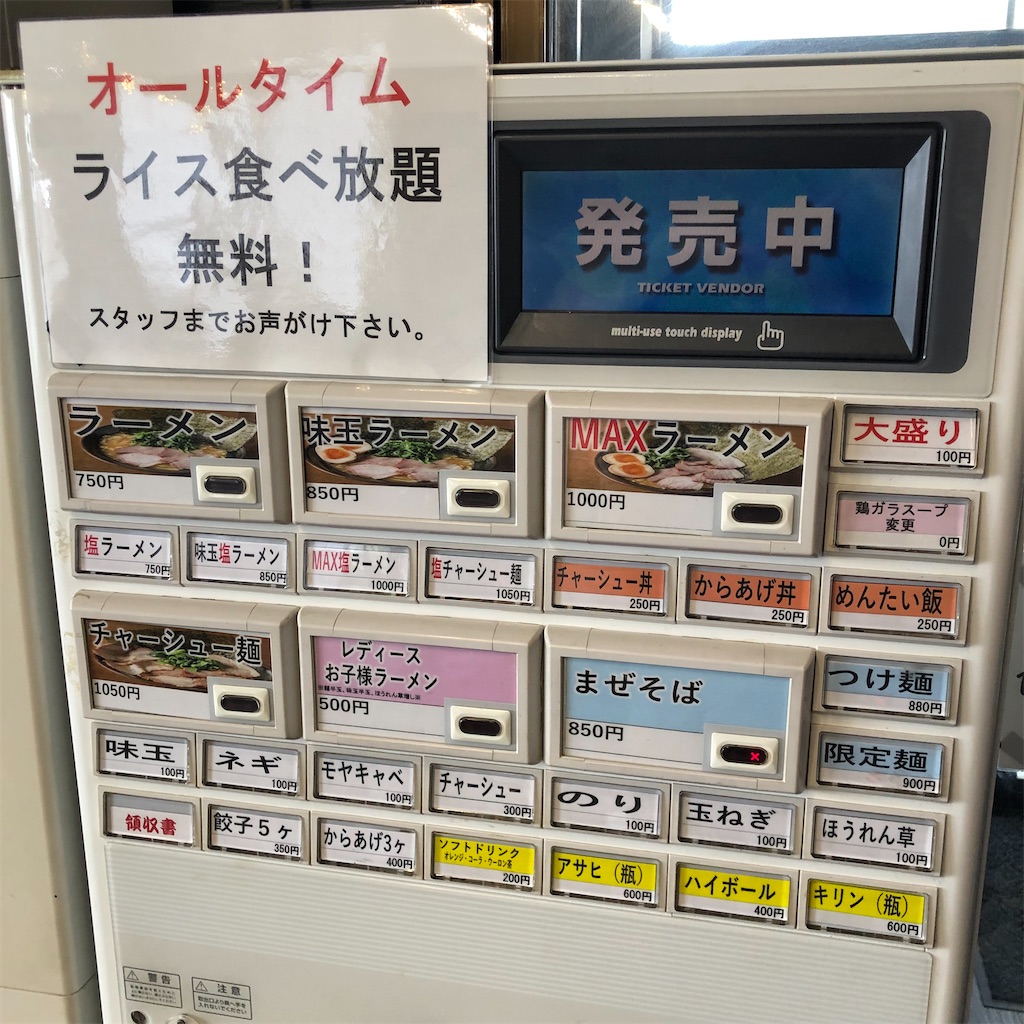 オールタイム
ライス食べ放題
無料！
スタッフまでお声がけ下さい。
発売中
TICKET VENDOR
multi-use touch display
ラーメン
750円
味玉ラーメン
850円
MAXラーメン
1000円
大盛り
100円
鶏ガラスープ
変更
0円
塩ラーメン
750円
味玉塩ラーメン
850円
MAX塩ラーメン
1000円
塩チャーシュー麺
1050円
チャーシュー丼
250円
からあげ丼
250円
めんたい飯
250円
チャーシュー麺
1050円
レディース
お子様ラーメン
500円
まぜそば
850円
つけ麺
880円
限定麺
900円
味玉
100円
ネギ
100円
モヤキャベ
100円
チャーシュー
300円
のり
100円
玉ねぎ
100円
ほうれん草
100円
領収書
餃子5ヶ
350円
からあげ3ヶ
400円
ソフトドリンク
オレンジ・コーラ・ウーロン茶
200円
アサヒ（瓶）
600円
ハイボール
400円
キリン（瓶）
600円
警告
注意